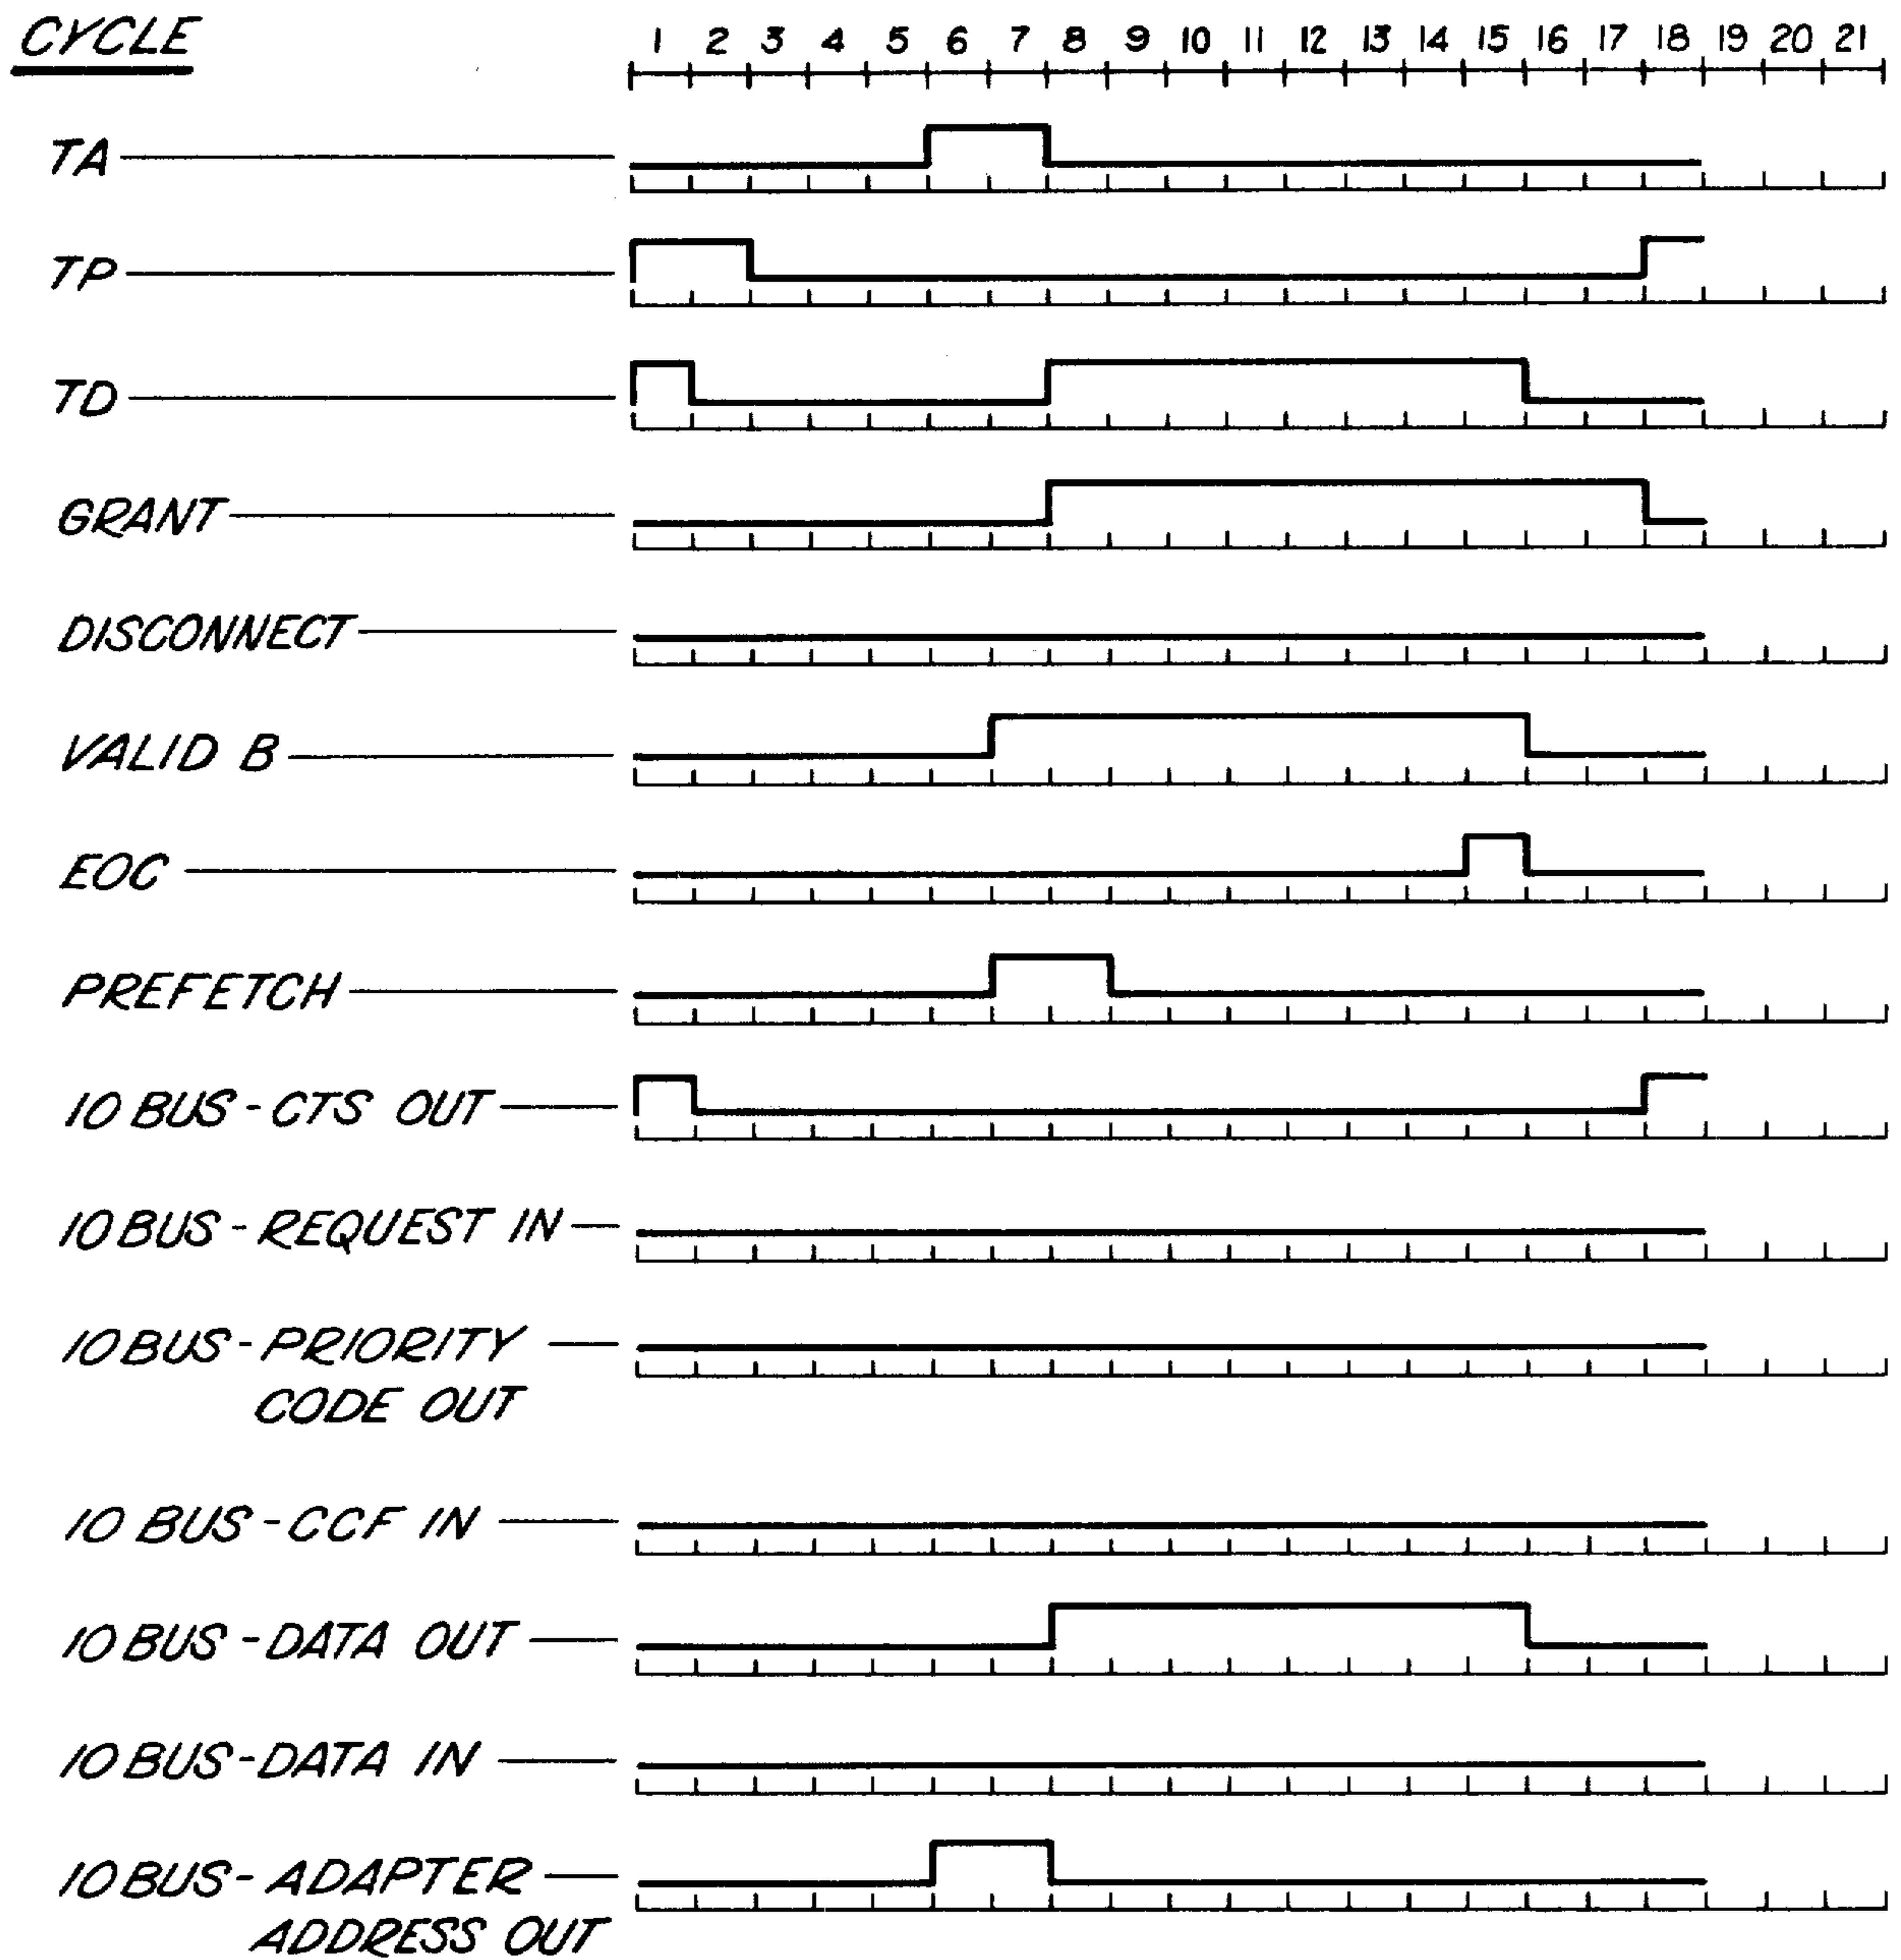 CYCLE
1 2 3 4 5 6 7 8 9 10 11 12 13 14 15 16 17 18 19 20 21
TA
TP
TD
GRANT
DISCONNECT
VALID B
EOC
PREFETCH
10 BUS-CTS OUT
10 BUS-REQUEST IN
10 BUS-PRIORITY
CODE OUT
10 BUS-CCF IN
10 BUS-DATA OUT
10 BUS-DATA IN
10 BUS-ADAPTER
ADDRESS OUT